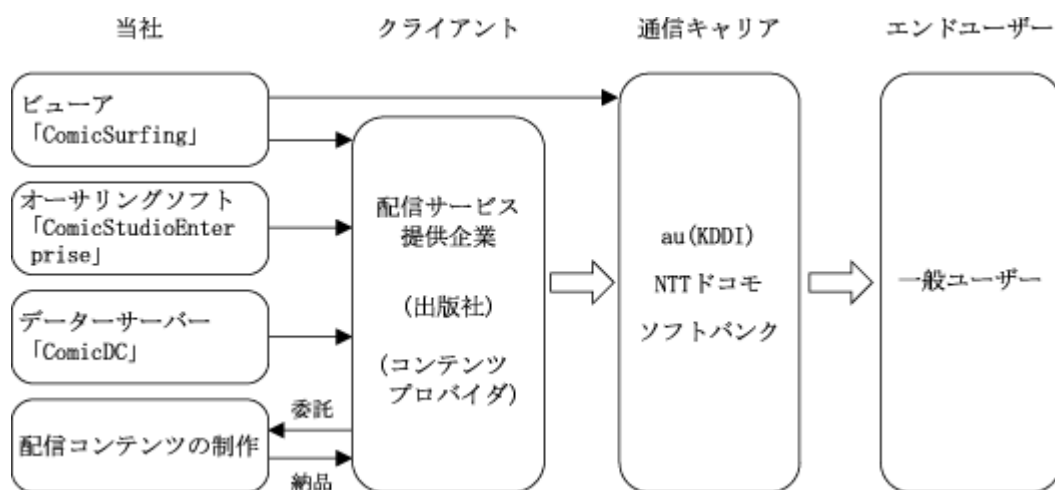 当社
クライアント
通信キャリア
エンドユーザー
ビューア
「ComicSurfing」
オーサリングソフト
「ComicStudioEnter
prise」
データーサーバー
「ComicDC」
配信コンテンツの制作
委託
納品
配信サービス
提供企業
(出版社)
(コンテンツ
プロバイダ)
au(KDDI)
NTTドコモ
ソフトバンク
一般ユーザー